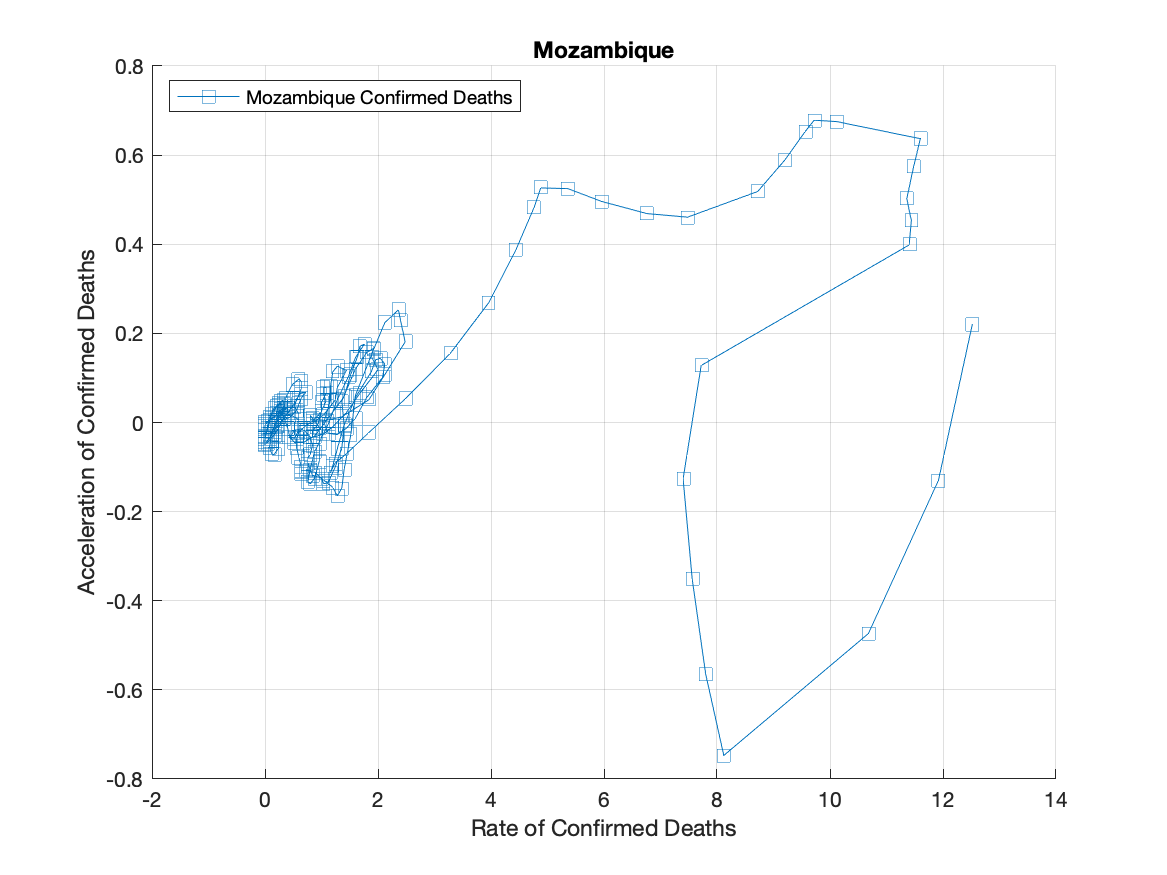 Mozambique
Mozambique Confirmed Deaths
Acceleration of Confirmed Deaths
0.8
0.6
0.4
0.2
0
-0.2
-0.4
-0.6
-0.8
-2 0 2 4 6 8 10 12 14
Rate of Confirmed Deaths